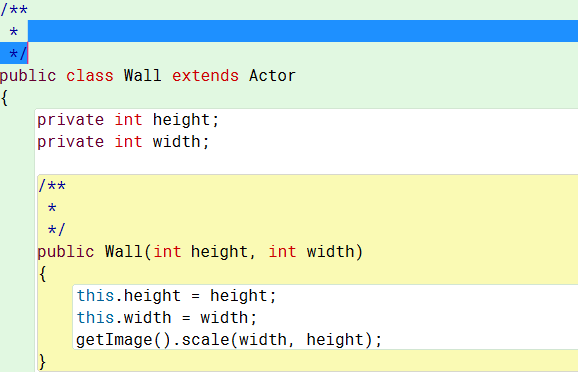 /**
 *
 */
public class Wall extends Actor
{
    private int height;
    private int width;

    /**
     *
     */
    public Wall(int height, int width)
    {
        this.height = height;
        this.width = width;
        getImage().scale(width, height);
    }